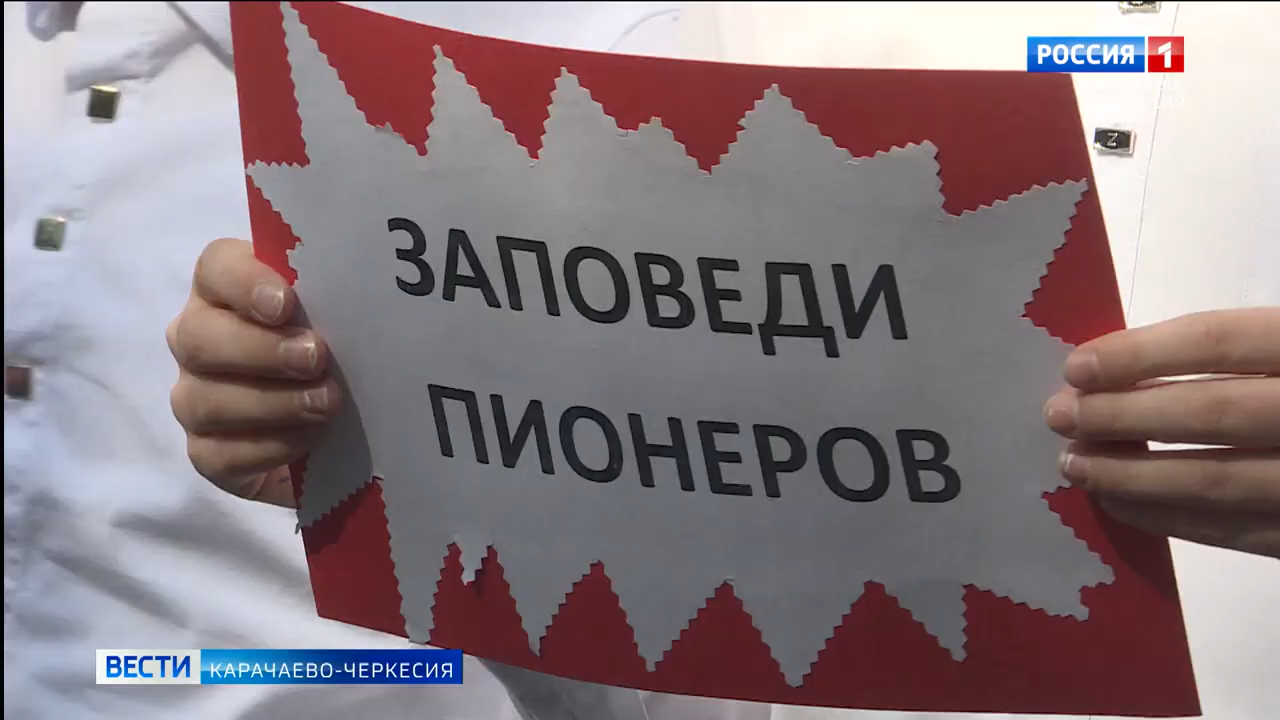 РОССИЯ 1
Z
ЗАПОВЕДИ
ПИОНЕРОВ
ВЕСТИ КАРАЧАЕВО-ЧЕРКЕСИЯ